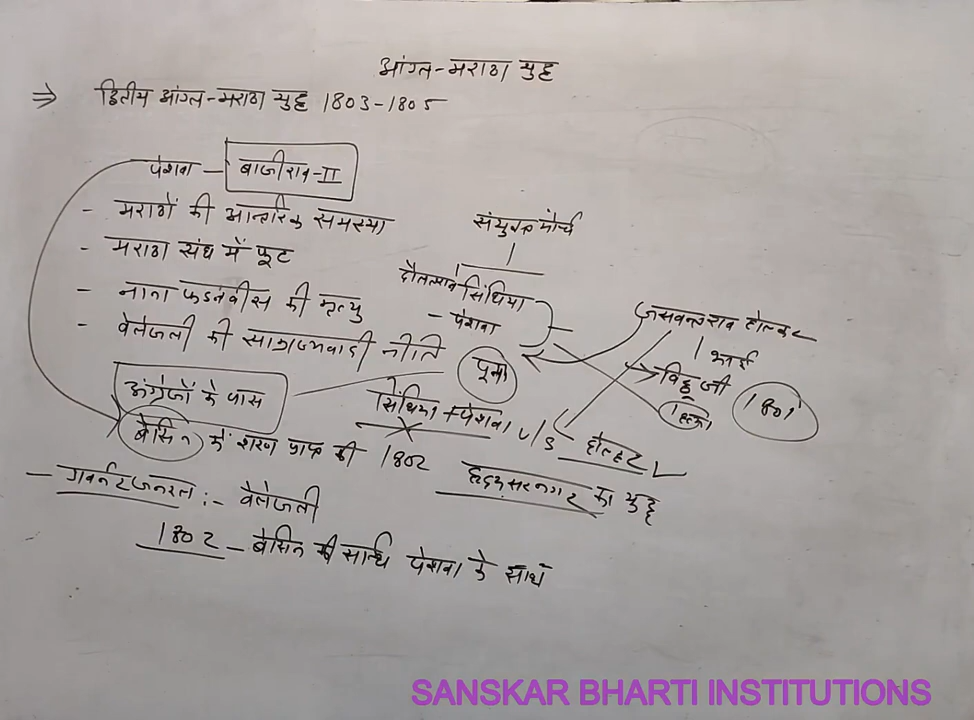 आंग्ल-मराठा युद्ध
⇒ द्वितीय आंग्ल-मराठा युद्ध 1803-1805
पेशवा - बाजीराव-II
- मराठों की आन्तरिक समस्या
- मराठा संघ में फूट
- नाना फडनवीस की मृत्यु
- वेलेजली की साम्राज्यवादी नीति
संयुक्त मोर्चा
दौलतराव सिंधिया
- पेशवा
जसवन्तराव होल्कर
भाई
विठ्ठू जी
हत्या
1801
पूना
अंग्रेजों के पास
सिंधिया + पेशवा v/s होल्कर
बेसिन में शरण प्राप्त की 1802
हदपसरनगर का युद्ध
- गवर्नर जनरल :- वेलेजली
1802 - बेसिन की सन्धि पेशवा के साथ
SANSKAR BHARTI INSTITUTIONS